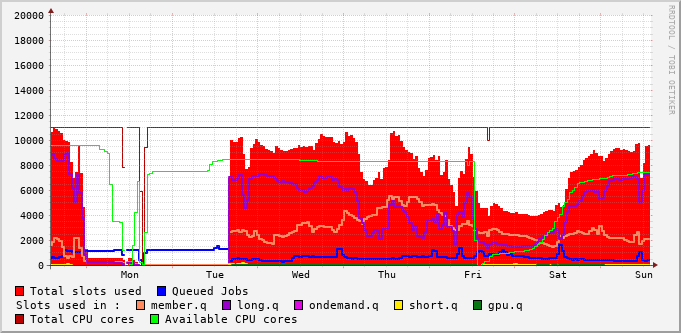 RRDTOOL / TOBI OETIKER
20000
18000
16000
14000
12000
10000
8000
6000
4000
2000
0
Mon Tue Wed Thu Fri Sat Sun
Total slots used Queued Jobs
Slots used in : member.q long.q ondemand.q short.q gpu.q
Total CPU cores Available CPU cores